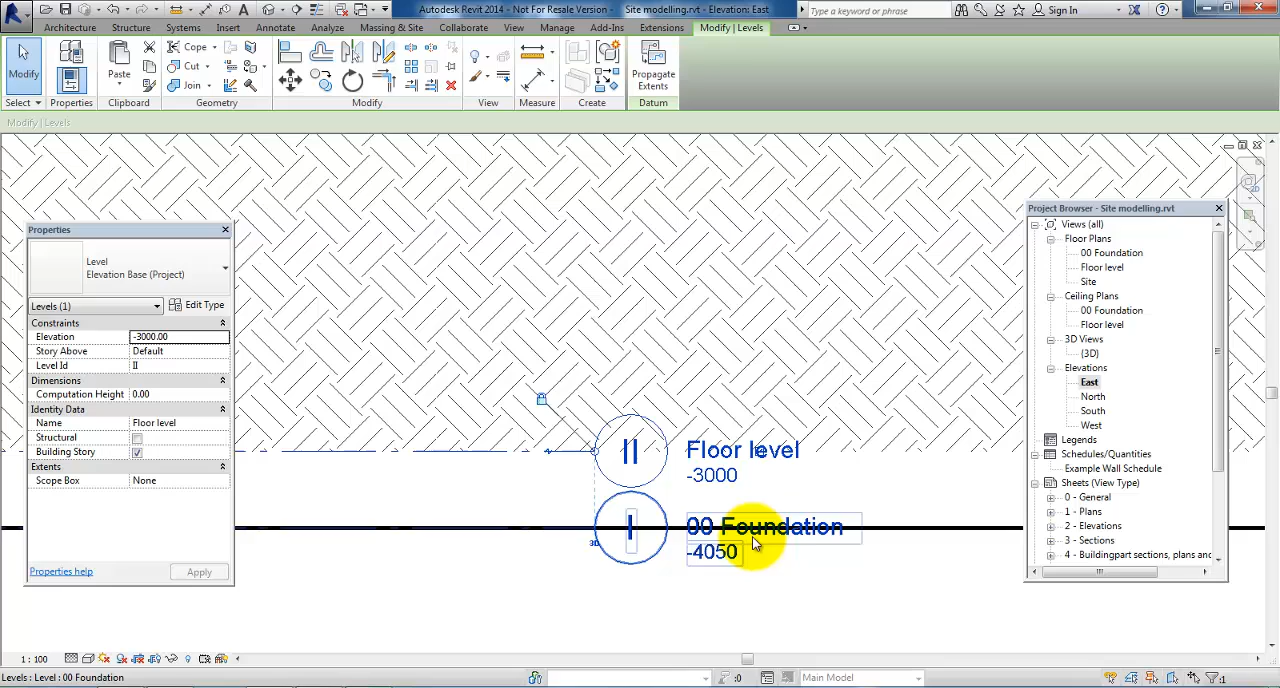 Autodesk Revit 2014 - Not For Resale Version - Site modelling.rvt - Elevation: East
Type a keyword or phrase
Sign In
Architecture Structure Systems Insert Annotate Analyze Massing & Site Collaborate View Manage Add-Ins Extensions Modify | Levels
Modify
Paste
Cope
Cut
Join
Propagate
Extents
Select Properties Clipboard Geometry Modify View Measure Create Datum
Modify | Levels
Properties
Level
Elevation Base (Project)
Levels (1)
Edit Type
Constraints
Elevation -3000.00
Story Above Default
Level Id II
Dimensions
Computation Height 0.00
Identity Data
Name Floor level
Structural
Building Story
Extents
Scope Box None
Properties help
Apply
II
Floor level
-3000
I
00 Foundation
-4050
3D
Project Browser - Site modelling.rvt
Views (all)
Floor Plans
00 Foundation
Floor level
Site
Ceiling Plans
00 Foundation
Floor level
3D Views
{3D}
Elevations
East
North
South
West
Legends
Schedules/Quantities
Example Wall Schedule
Sheets (View Type)
0 - General
1 - Plans
2 - Elevations
3 - Sections
4 - Buildingpart sections, plans and
2D
1 : 100
Levels : Level : 00 Foundation
:0
Main Model
:1